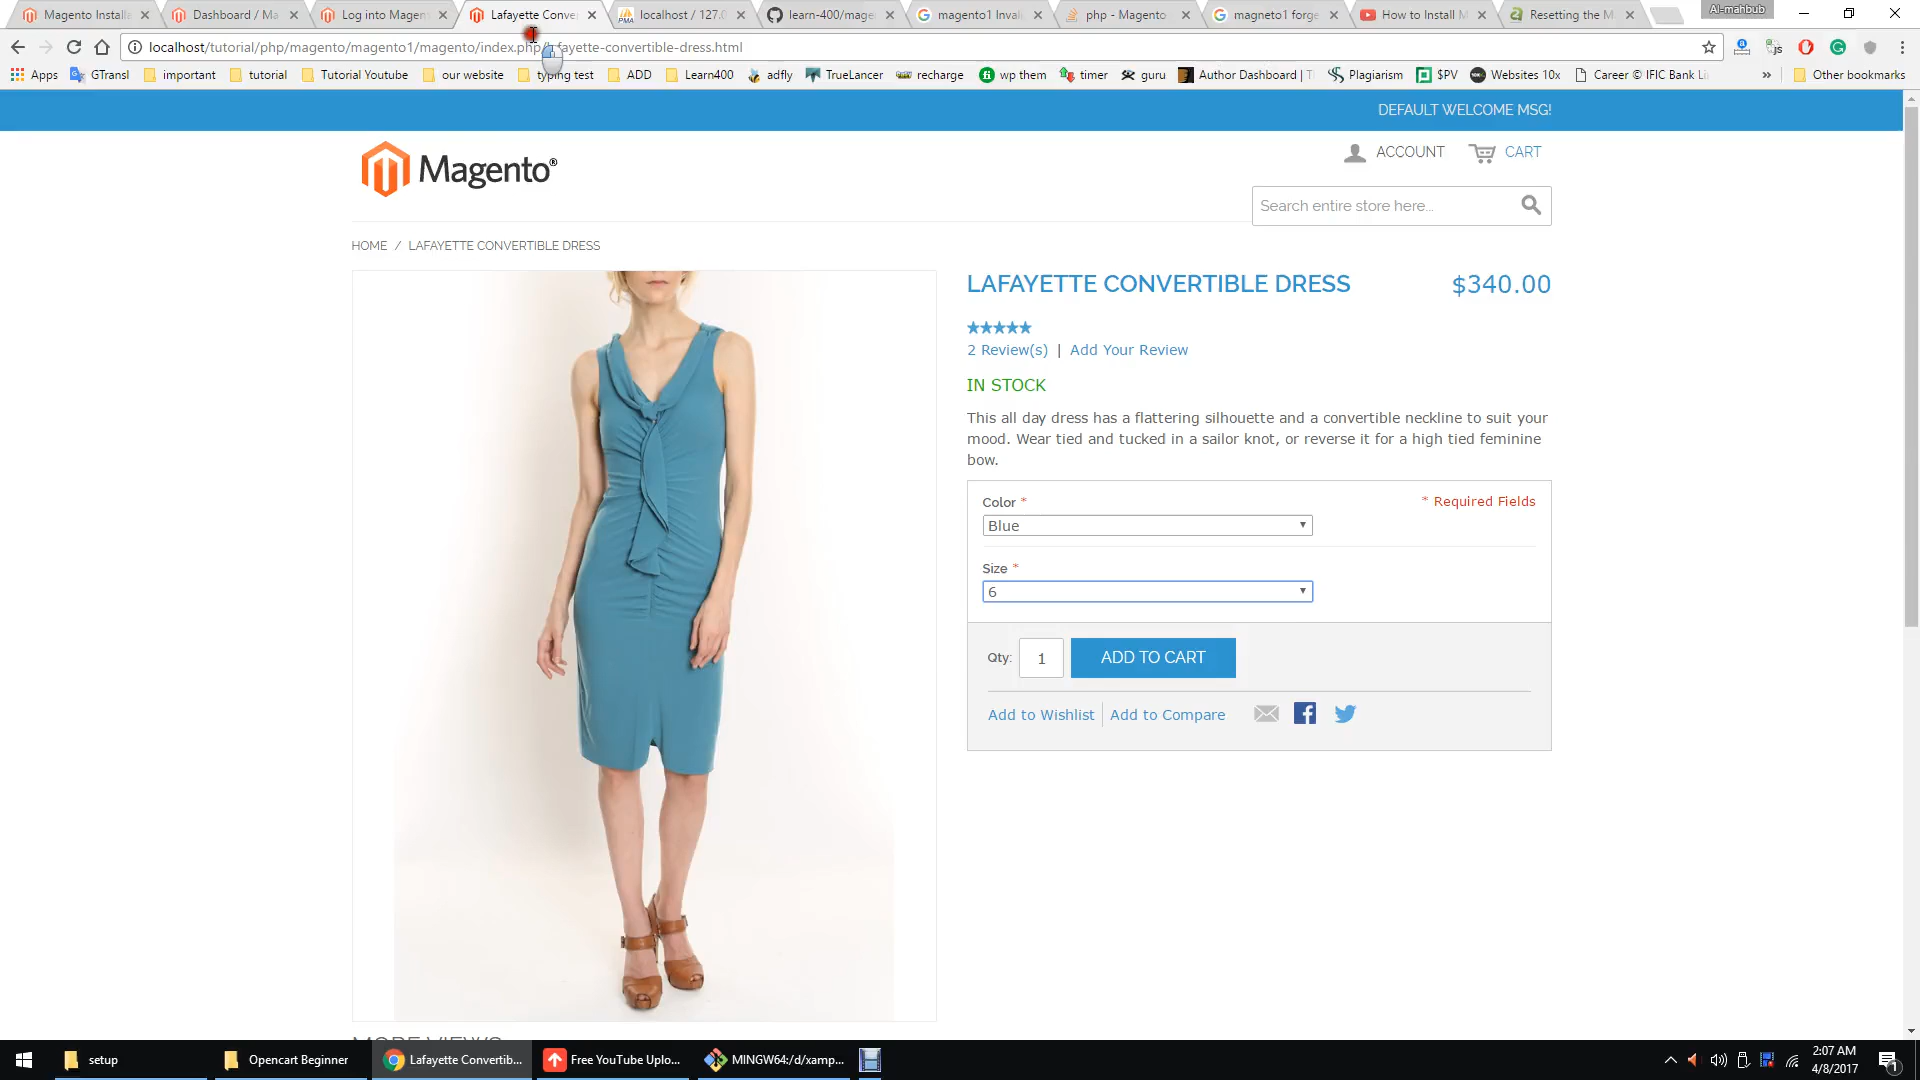 Magento Installa
Dashboard / Ma
Log into Magen
Lafayette Conve
localhost / 127.0
learn-400/mage
magento1 Inval
php - Magento
magneto1 forge
How to Install M
Resetting the M
Al-mahbub
localhost/tutorial/php/magento/magento1/magento/index.php/lafayette-convertible-dress.html
Apps GTransl important tutorial Tutorial Youtube our website typing test ADD Learn400 adfly TrueLancer recharge wp them timer guru Author Dashboard | T Plagiarism $PV Websites 10x Career © IFIC Bank Li » Other bookmarks
DEFAULT WELCOME MSG!
Magento®
ACCOUNT CART
Search entire store here...
HOME / LAFAYETTE CONVERTIBLE DRESS
LAFAYETTE CONVERTIBLE DRESS $340.00
2 Review(s) | Add Your Review
IN STOCK
This all day dress has a flattering silhouette and a convertible neckline to suit your
mood. Wear tied and tucked in a sailor knot, or reverse it for a high tied feminine
bow.
Color * * Required Fields
Blue
Size *
6
Qty: 1 ADD TO CART
Add to Wishlist Add to Compare
MORE VIEWS
setup
Opencart Beginner
Lafayette Convertib...
Free YouTube Uplo...
MINGW64:/d/xamp...
2:07 AM
4/8/2017
1